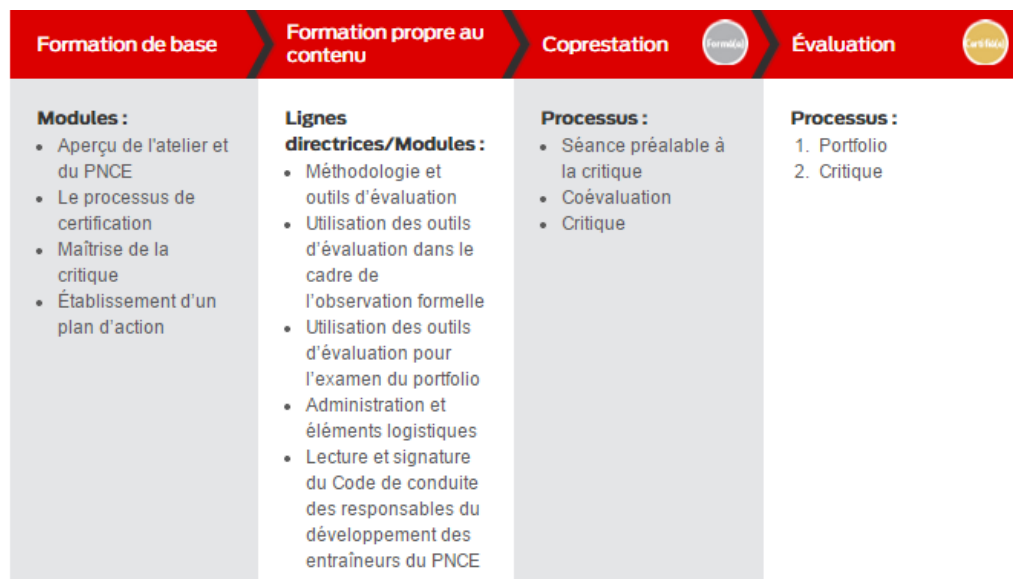 Formation de base
Formation propre au
contenu
Coprestation
Formé(e)
Évaluation
Certifié(e)
Modules :
• Aperçu de l'atelier et
du PNCE
• Le processus de
certification
• Maîtrise de la
critique
• Établissement d'un
plan d'action
Lignes
directrices/Modules :
• Méthodologie et
outils d'évaluation
• Utilisation des outils
d'évaluation dans le
cadre de
l'observation formelle
• Utilisation des outils
d'évaluation pour
l'examen du portfolio
• Administration et
éléments logistiques
• Lecture et signature
du Code de conduite
des responsables du
développement des
entraîneurs du PNCE
Processus :
• Séance préalable à
la critique
• Coévaluation
• Critique
Processus :
1. Portfolio
2. Critique